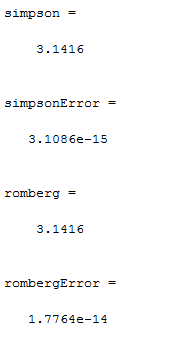 simpson =
3.1416
simpsonError =
3.1086e-15
romberg =
3.1416
rombergError =
1.7764e-14